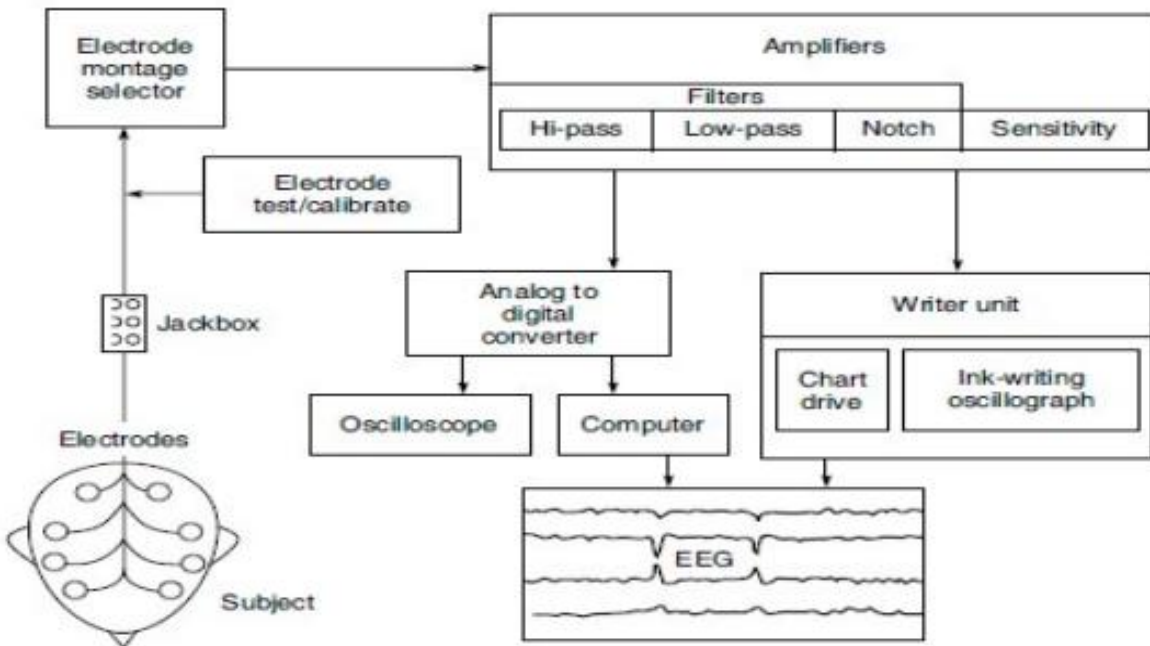 Electrode
montage
selector
Amplifiers
Filters
Hi-pass
Low-pass
Notch
Sensitivity
Electrode
test/calibrate
Jackbox
Analog to
digital
converter
Writer unit
Chart
drive
Ink-writing
oscillograph
Oscilloscope
Computer
Electrodes
EEG
Subject